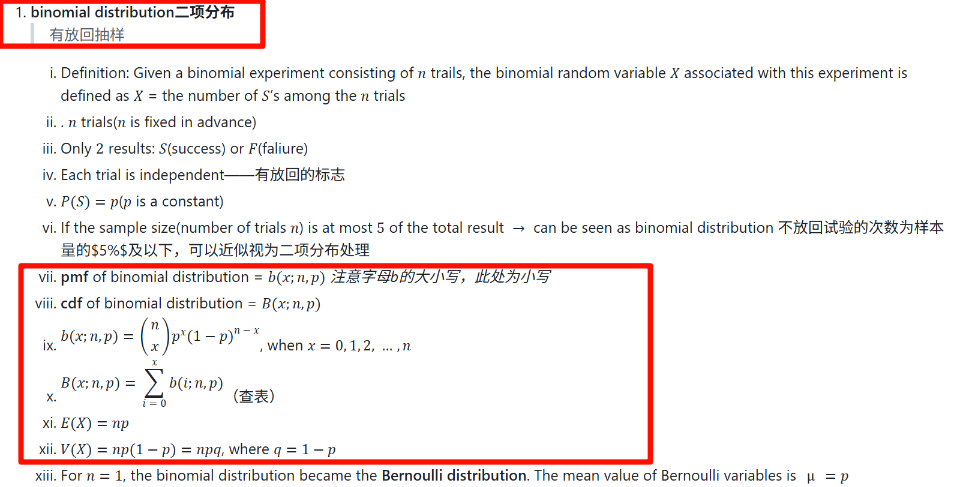 1. binomial distribution二项分布
有放回抽样
i. Definition: Given a binomial experiment consisting of n trails, the binomial random variable X associated with this experiment is
defined as X = the number of S's among the n trials
ii. . n trials(n is fixed in advance)
iii. Only 2 results: S(success) or F(faliure)
iv. Each trial is independent——有放回的标志
v. P(S) = p(p is a constant)
vi. If the sample size(number of trials n) is at most 5 of the total result → can be seen as binomial distribution 不放回试验的次数为样本
量的$5%$及以下，可以近似视为二项分布处理
vii. pmf of binomial distribution = b(x; n, p) 注意字母b的大小写，此处为小写
viii. cdf of binomial distribution = B(x; n, p)
ix. b(x; n, p) = (n x) pˣ(1 − p)ⁿ⁻ˣ, when x = 0, 1, 2, …, n
x. B(x; n, p) = ∑_{i = 0}^{x} b(i; n, p) （查表）
xi. E(X) = np
xii. V(X) = np(1 − p) = npq, where q = 1 − p
xiii. For n = 1, the binomial distribution became the Bernoulli distribution. The mean value of Bernoulli variables is μ = p